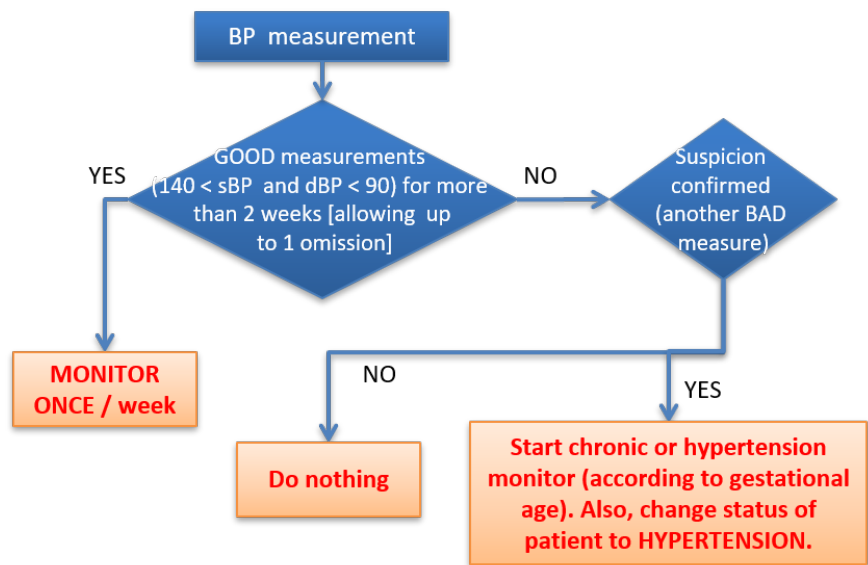 BP  measurement
GOOD measurements
(140 < sBP  and dBP < 90) for more
than 2 weeks [allowing  up
to 1 omission]
YES
NO
Suspicion
confirmed
(another BAD
measure)
MONITOR
ONCE / week
NO
YES
Do nothing
Start chronic or hypertension
monitor (according to gestational
age). Also, change status of
patient to HYPERTENSION.